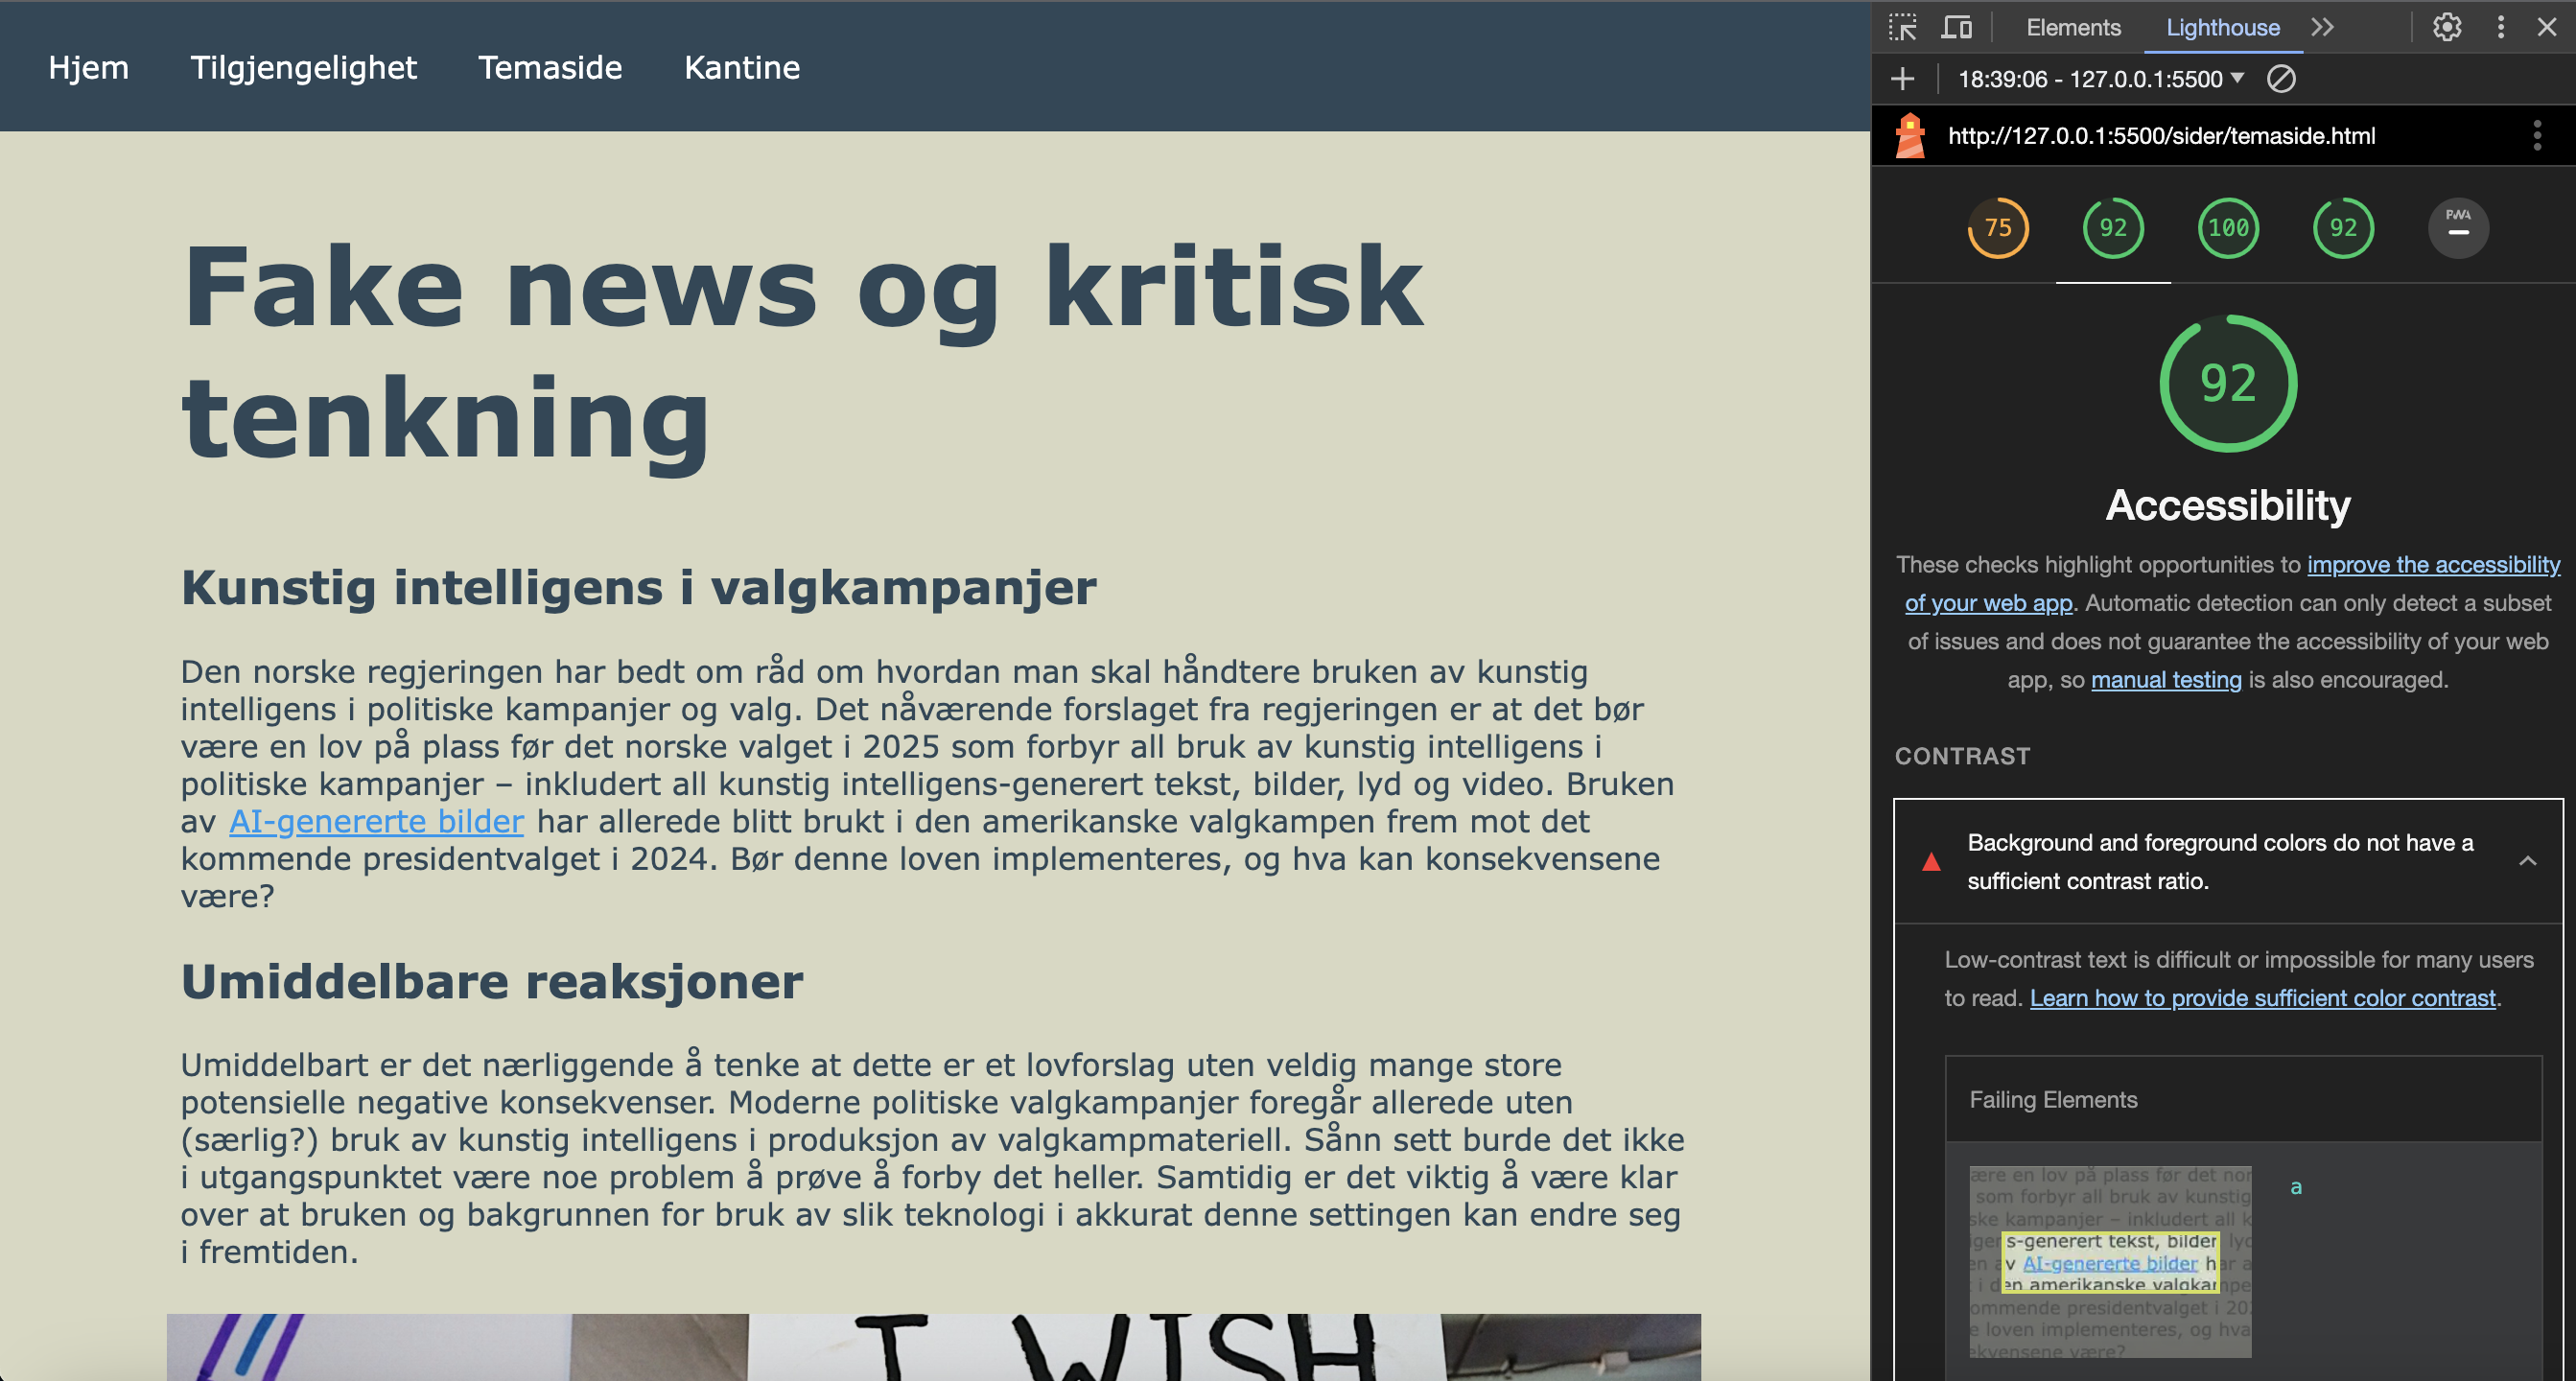 Hjem Tilgjengelighet Temaside Kantine
Fake news og kritisk
tenkning
Kunstig intelligens i valgkampanjer
Den norske regjeringen har bedt om råd om hvordan man skal håndtere bruken av kunstig
intelligens i politiske kampanjer og valg. Det nåværende forslaget fra regjeringen er at det bør
være en lov på plass før det norske valget i 2025 som forbyr all bruk av kunstig intelligens i
politiske kampanjer – inkludert all kunstig intelligens-generert tekst, bilder, lyd og video. Bruken
av AI-genererte bilder har allerede blitt brukt i den amerikanske valgkampen frem mot det
kommende presidentvalget i 2024. Bør denne loven implementeres, og hva kan konsekvensene
være?
Umiddelbare reaksjoner
Umiddelbart er det nærliggende å tenke at dette er et lovforslag uten veldig mange store
potensielle negative konsekvenser. Moderne politiske valgkampanjer foregår allerede uten
(særlig?) bruk av kunstig intelligens i produksjon av valgkampmateriell. Sånn sett burde det ikke
i utgangspunktet være noe problem å prøve å forby det heller. Samtidig er det viktig å være klar
over at bruken og bakgrunnen for bruk av slik teknologi i akkurat denne settingen kan endre seg
i fremtiden.
I WISH
Elements Lighthouse
18:39:06 - 127.0.0.1:5500
http://127.0.0.1:5500/sider/temaside.html
75 92 100 92 PWA
92
Accessibility
These checks highlight opportunities to improve the accessibility
of your web app. Automatic detection can only detect a subset
of issues and does not guarantee the accessibility of your web
app, so manual testing is also encouraged.
CONTRAST
Background and foreground colors do not have a
sufficient contrast ratio.
Low-contrast text is difficult or impossible for many users
to read. Learn how to provide sufficient color contrast.
Failing Elements
ære en lov på plass før det nor
som forbyr all bruk av kunstig
ske kampanjer – inkludert all k
igens-generert tekst, bilder, lyd
en av AI-genererte bilder har a
t i den amerikanske valgkampe
ommende presidentvalget i 202
e loven implementeres, og hva
ekvensene være?
a